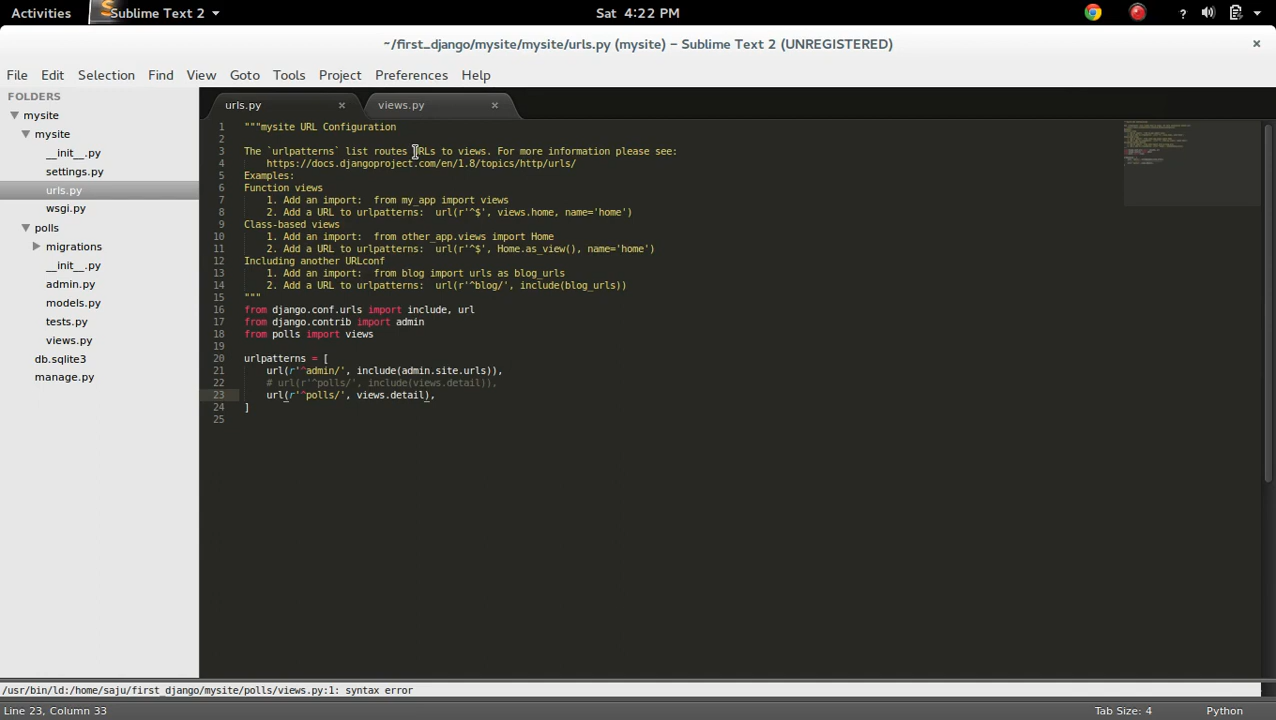 Activities Sublime Text 2 Sat 4:22 PM ?
~/first_django/mysite/mysite/urls.py (mysite) - Sublime Text 2 (UNREGISTERED) ×
File Edit Selection Find View Goto Tools Project Preferences Help
FOLDERS
mysite
mysite
__init__.py
settings.py
urls.py
wsgi.py
polls
migrations
__init__.py
admin.py
models.py
tests.py
views.py
db.sqlite3
manage.py
urls.py × views.py ×
1 """mysite URL Configuration
2
3 The `urlpatterns` list routes URLs to views. For more information please see:
4     https://docs.djangoproject.com/en/1.8/topics/http/urls/
5 Examples:
6 Function views
7     1. Add an import:  from my_app import views
8     2. Add a URL to urlpatterns:  url(r'^$', views.home, name='home')
9 Class-based views
10     1. Add an import:  from other_app.views import Home
11     2. Add a URL to urlpatterns:  url(r'^$', Home.as_view(), name='home')
12 Including another URLconf
13     1. Add an import:  from blog import urls as blog_urls
14     2. Add a URL to urlpatterns:  url(r'^blog/', include(blog_urls))
15 """
16 from django.conf.urls import include, url
17 from django.contrib import admin
18 from polls import views
19
20 urlpatterns = [
21     url(r'^admin/', include(admin.site.urls)),
22     # url(r'^polls/', include(views.detail)),
23     url(r'^polls/', views.detail),
24 ]
25
/usr/bin/ld:/home/saju/first_django/mysite/polls/views.py:1: syntax error
Line 23, Column 33 Tab Size: 4 Python